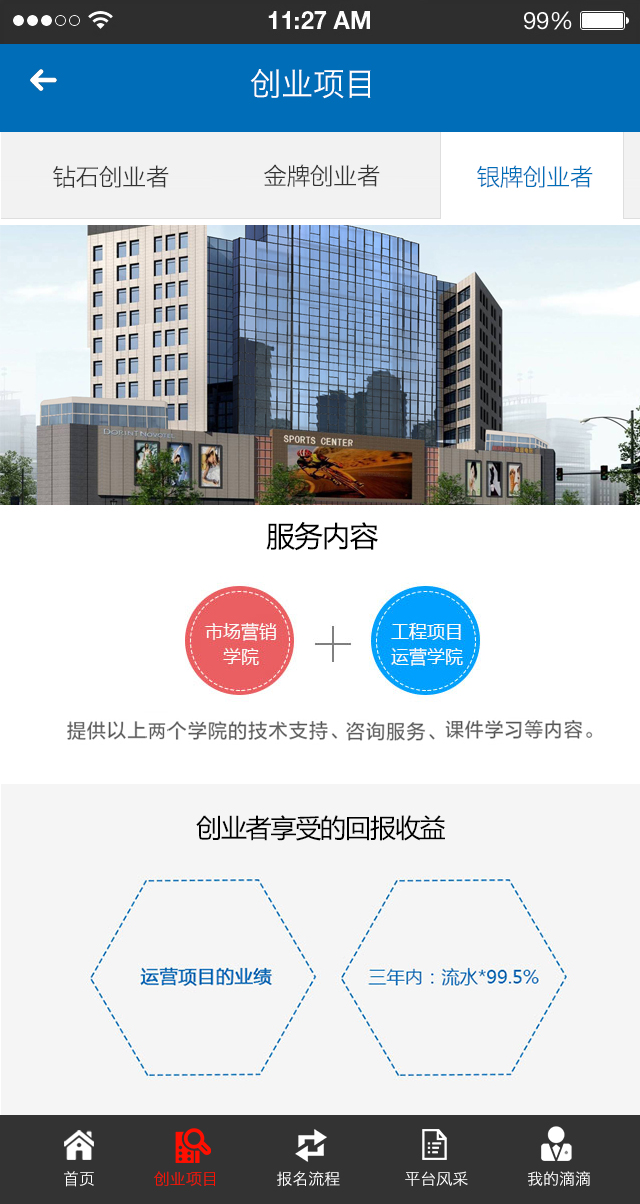 11:27 AM 99%
创业项目
钻石创业者 金牌创业者 银牌创业者
DORINT NOVOTEL
SPORTS CENTER
服务内容
市场营销
学院
工程项目
运营学院
提供以上两个学院的技术支持、咨询服务、课件学习等内容。
创业者享受的回报收益
运营项目的业绩
三年内：流水*99.5%
首页 创业项目 报名流程 平台风采 我的滴滴